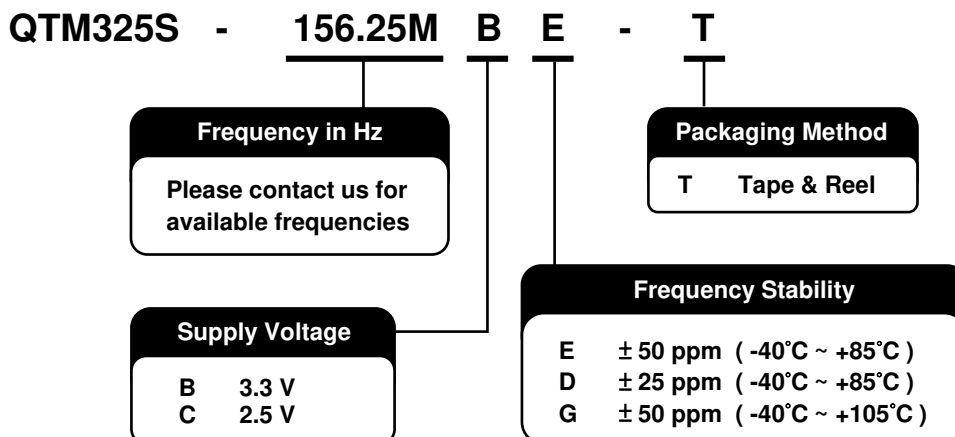 QTM325S - 156.25M B E - T
Frequency in Hz
Please contact us for
available frequencies
Packaging Method
T Tape & Reel
Supply Voltage
B 3.3 V
C 2.5 V
Frequency Stability
E ± 50 ppm ( -40°C ~ +85°C )
D ± 25 ppm ( -40°C ~ +85°C )
G ± 50 ppm ( -40°C ~ +105°C )